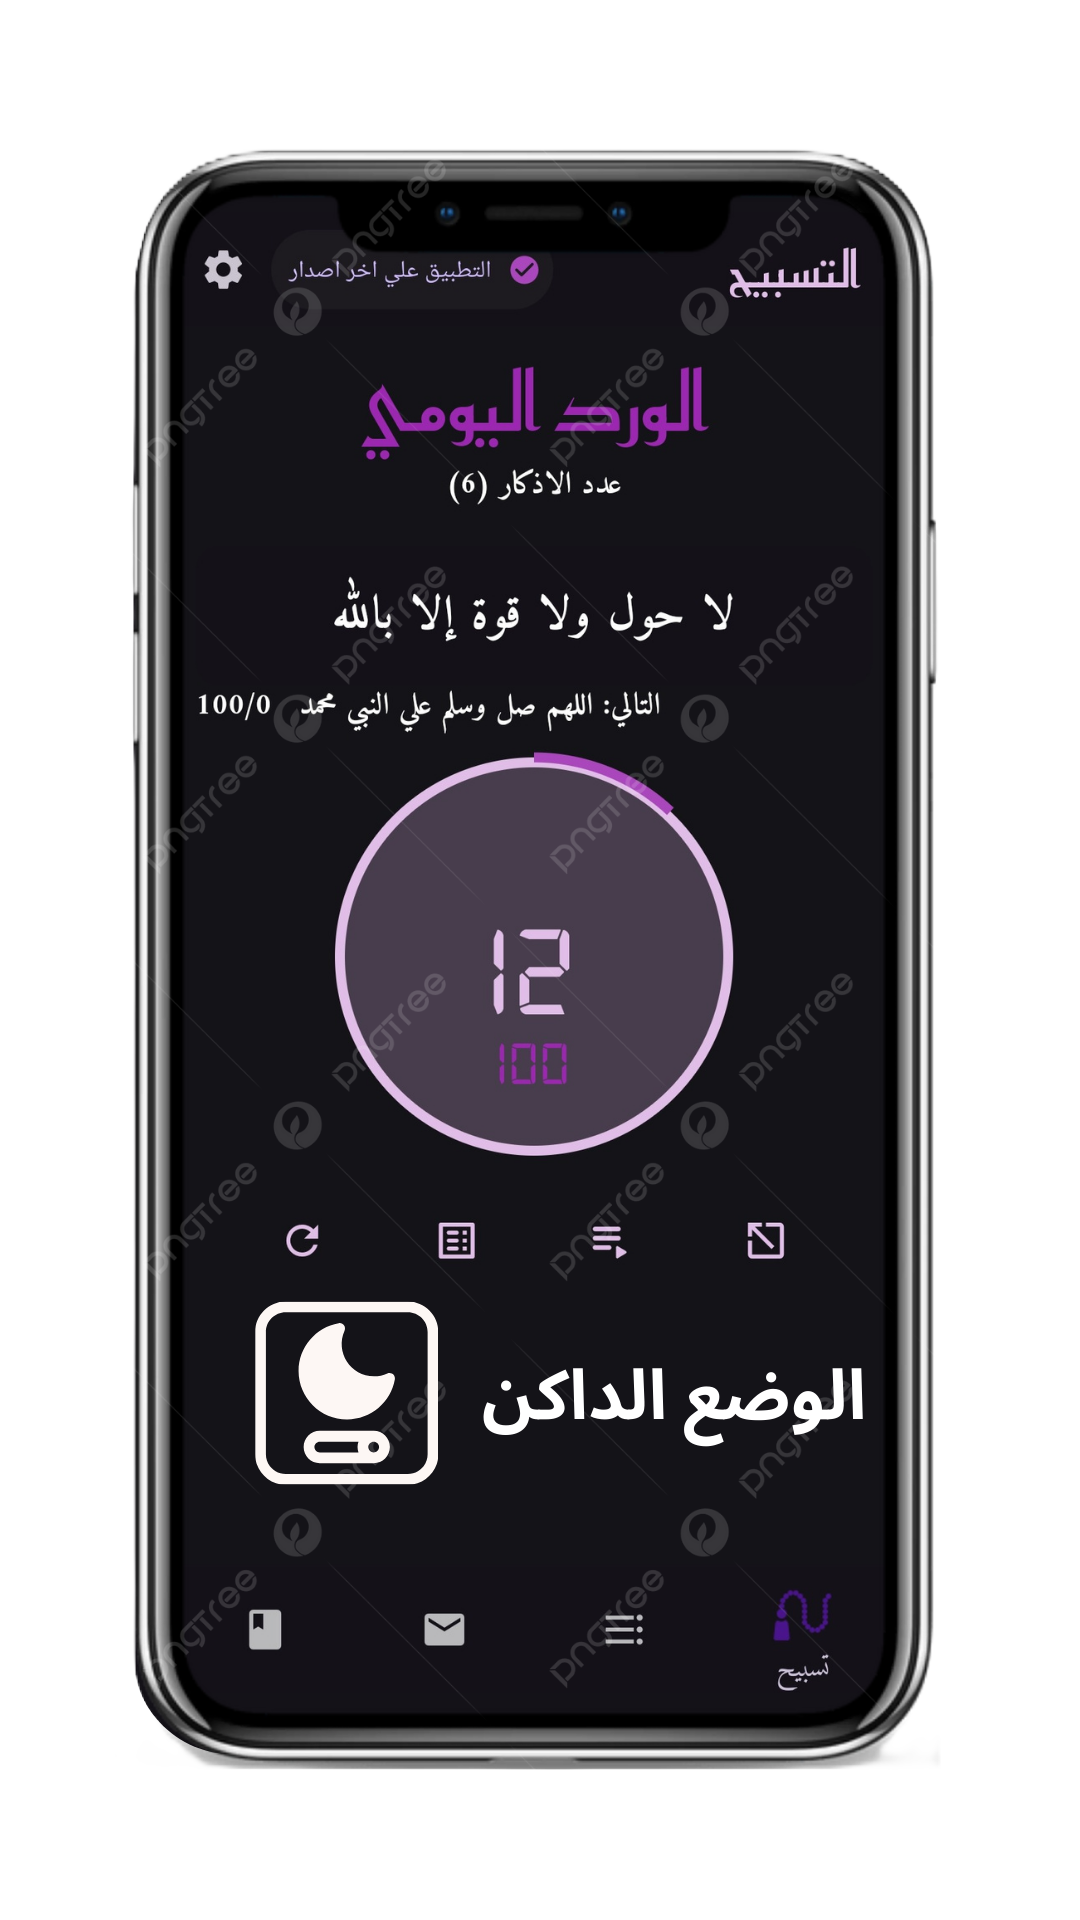 التسبيح
التطبيق علي اخر اصدار
الورد اليومي
عدد الاذكار (6)
لا حول ولا قوة إلا بالله
التالي: اللهم صل وسلم علي النبي محمد 100/0
12
100
الوضع الداكن
تسبيح
pngtree